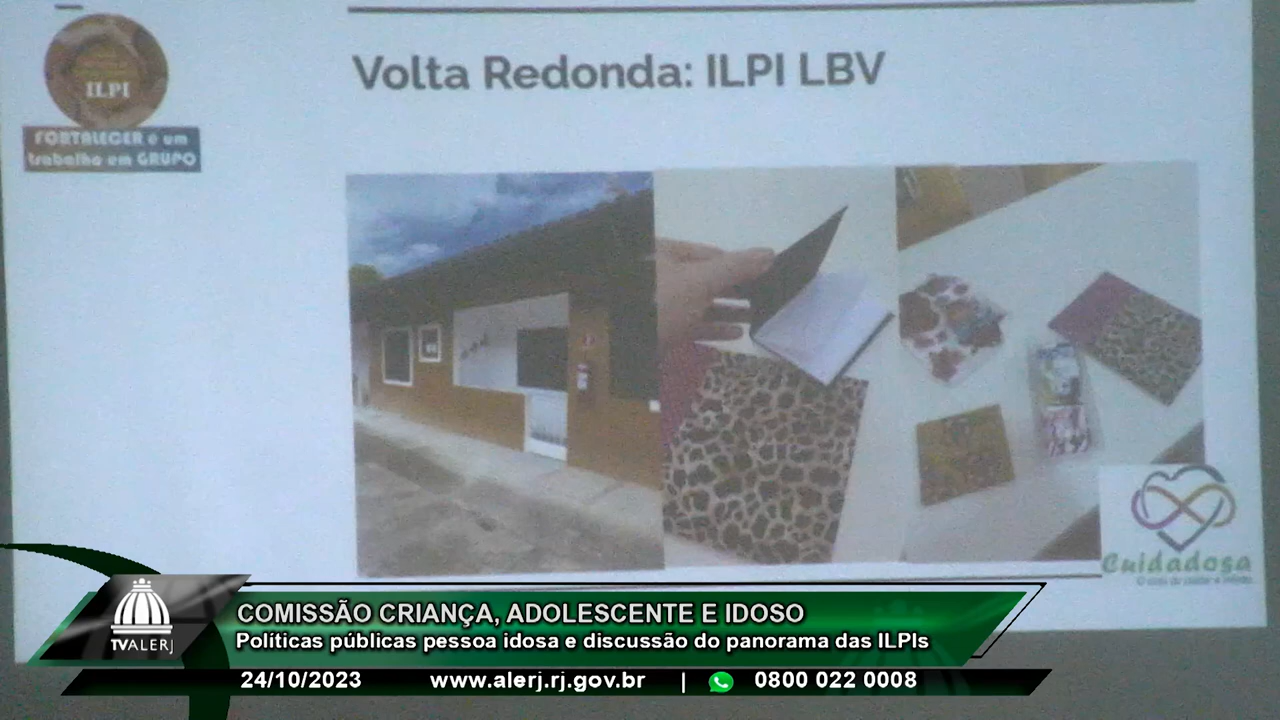 Volta Redonda: ILPI LBV
ILPI
FORTALECER é um
trabalho em GRUPO
Cuidadosa
COMISSÃO CRIANÇA, ADOLESCENTE E IDOSO
Políticas públicas pessoa idosa e discussão do panorama das ILPIs
TVALERJ
24/10/2023 www.alerj.rj.gov.br | 0800 022 0008